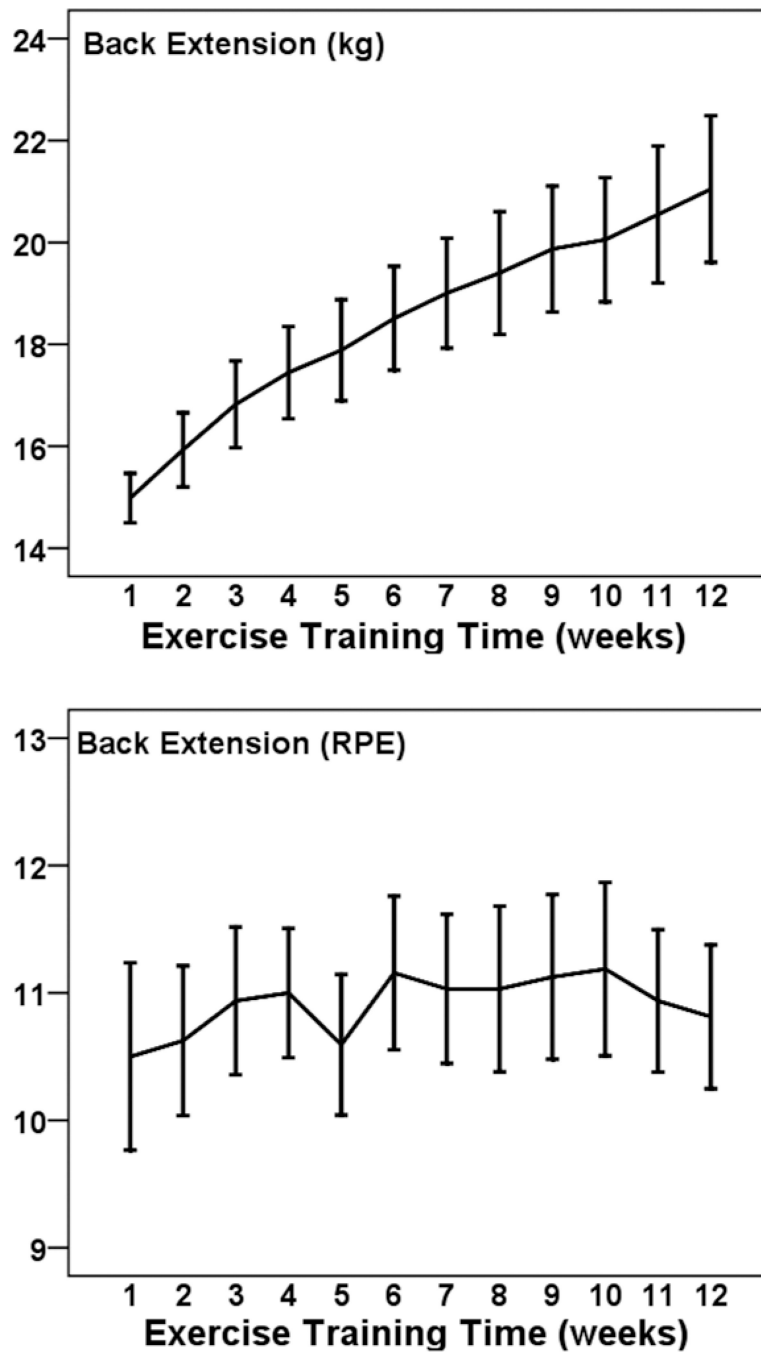 Back Extension (kg)
24
22
20
18
16
14
1 2 3 4 5 6 7 8 9 10 11 12
Exercise Training Time (weeks)
Back Extension (RPE)
13
12
11
10
9
1 2 3 4 5 6 7 8 9 10 11 12
Exercise Training Time (weeks)